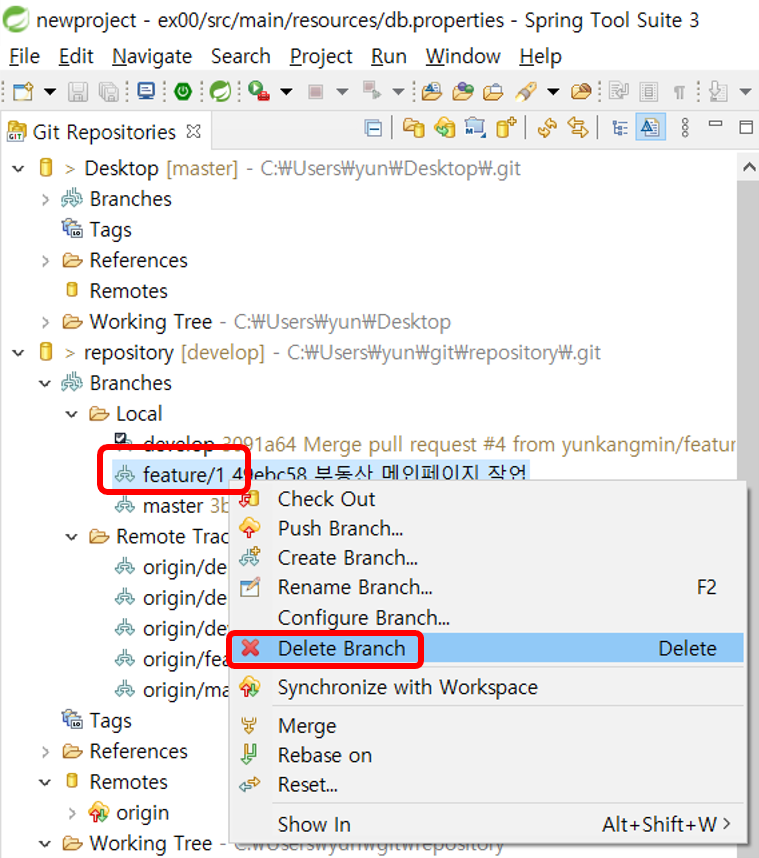 newproject - ex00/src/main/resources/db.properties - Spring Tool Suite 3
File Edit Navigate Search Project Run Window Help
Git Repositories
> Desktop [master] - C:₩Users₩yun₩Desktop₩.git
Branches
Tags
References
Remotes
Working Tree - C:₩Users₩yun₩Desktop
> repository [develop] - C:₩Users₩yun₩git₩repository₩.git
Branches
Local
develop 3091a64 Merge pull request #4 from yunkangmin/featur
feature/1 49ebc58 부동산 메인페이지 작업
master 3b
Remote Trac
origin/de
origin/de
origin/de
origin/fea
origin/ma
Tags
References
Remotes
origin
Working Tree - C:₩Users₩yun₩git₩repository
Check Out
Push Branch...
Create Branch...
Rename Branch... F2
Configure Branch...
Delete Branch Delete
Synchronize with Workspace
Merge
Rebase on
Reset...
Show In Alt+Shift+W >